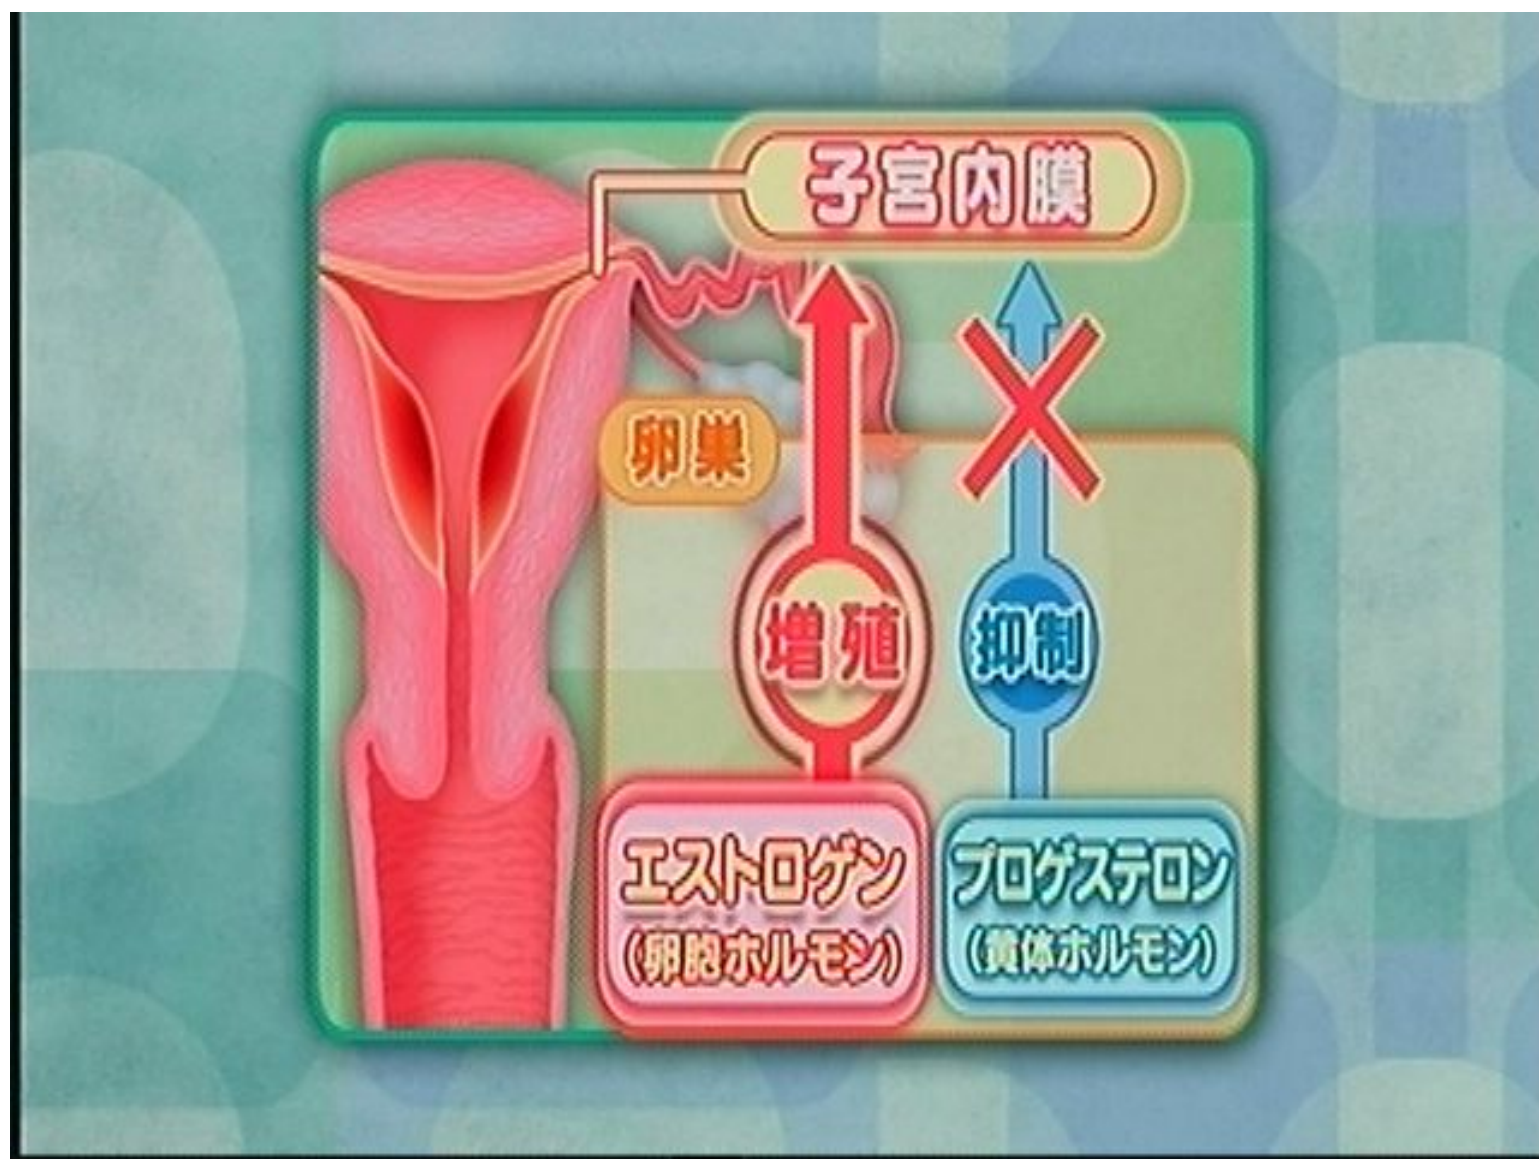 子宮内膜
卵巣
増殖
抑制
エストロゲン
(卵胞ホルモン)
プロゲステロン
(黄体ホルモン)